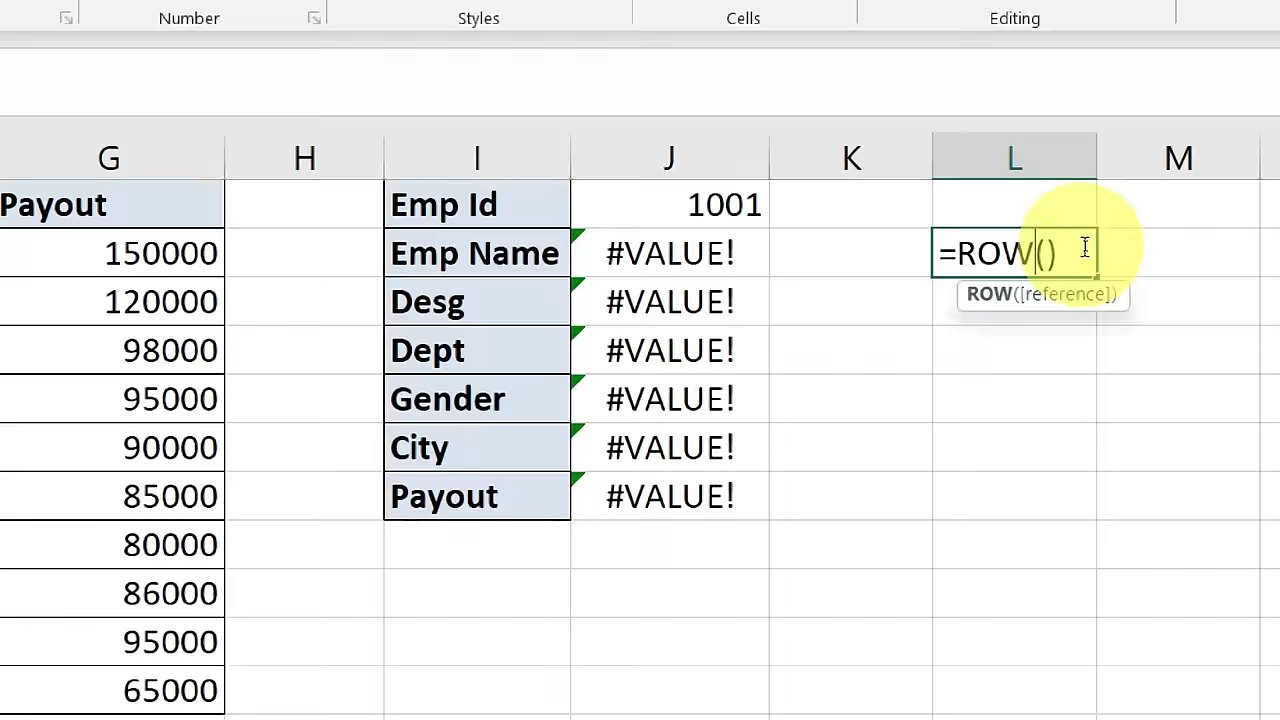 Number Styles Cells Editing
G H I J K L M
Payout Emp Id 1001
150000 Emp Name #VALUE! =ROW()
120000 Desg #VALUE! ROW([reference])
98000 Dept #VALUE!
95000 Gender #VALUE!
90000 City #VALUE!
85000 Payout #VALUE!
80000
86000
95000
65000